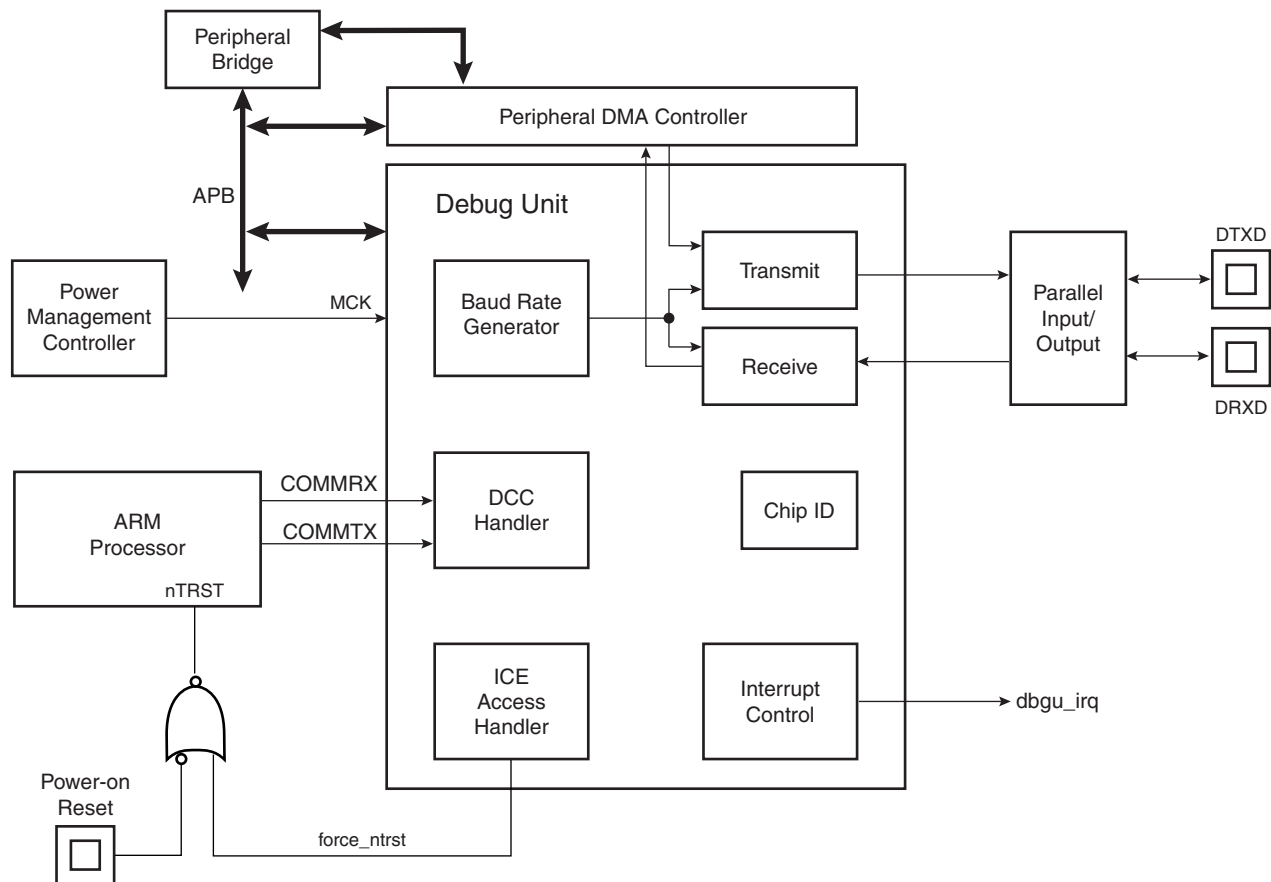 Peripheral
Bridge
Peripheral DMA Controller
APB
Debug Unit
DTXD
Transmit
Power
Management
Controller
MCK
Baud Rate
Generator
Parallel
Input/
Output
Receive
DRXD
COMMRX
ARM
Processor
DCC
Handler
Chip ID
COMMTX
nTRST
ICE
Access
Handler
Interrupt
Control
dbgu_irq
Power-on
Reset
force_ntrst